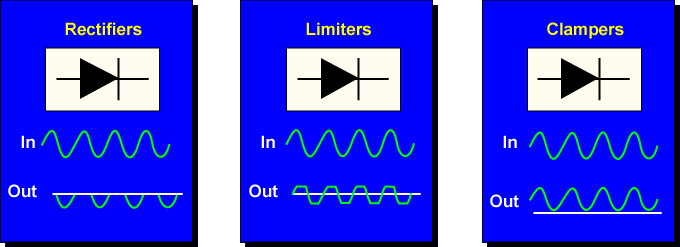 Rectifiers
In
Out
Limiters
In
Out
Clampers
In
Out